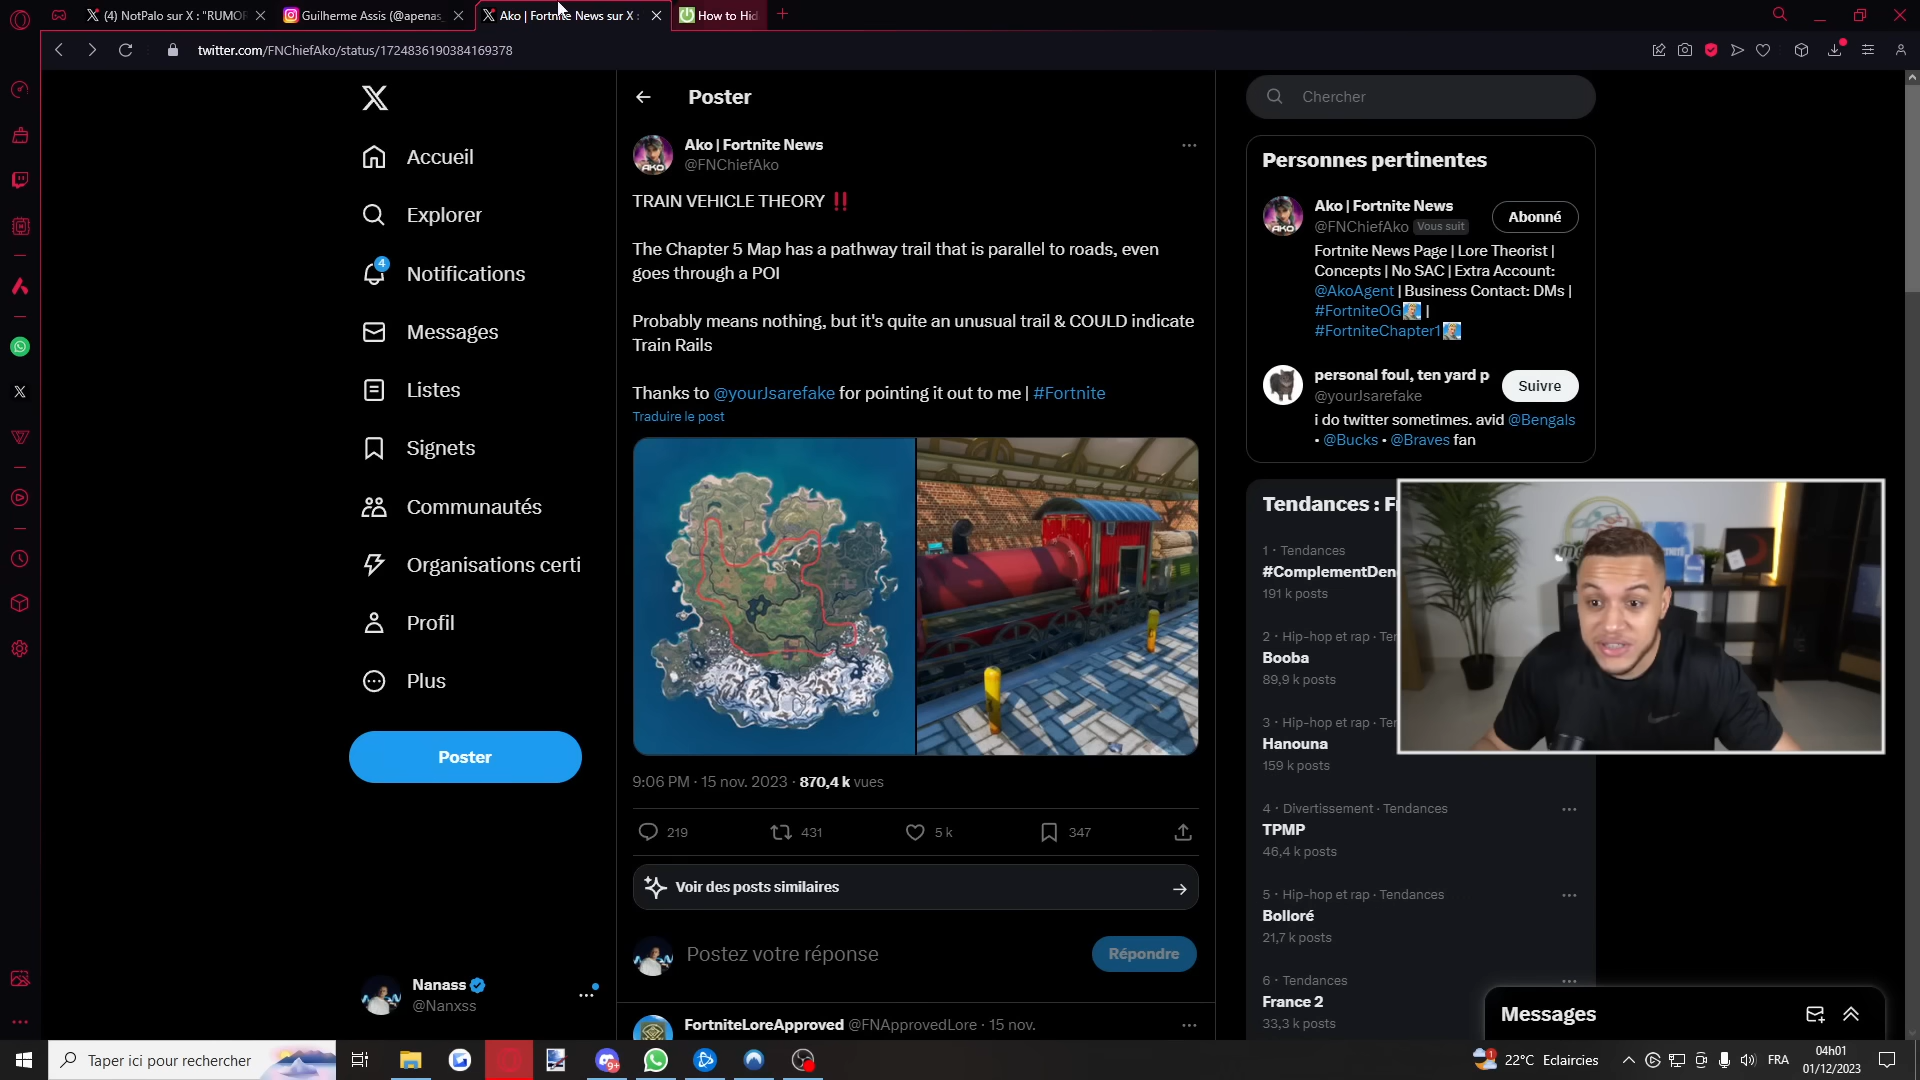 (4) NotPalo sur X : "RUMOR
Guilherme Assis (@apenas_
Ako | Fortnite News sur X :
How to Hid
twitter.com/FNChiefAko/status/1724836190384169378
Accueil
Explorer
4
Notifications
Messages
Listes
Signets
Communautés
Organisations certi
Profil
Plus
Poster
Nanass
@Nanxss
Poster
Ako | Fortnite News
@FNChiefAko
TRAIN VEHICLE THEORY ‼️
The Chapter 5 Map has a pathway trail that is parallel to roads, even
goes through a POI
Probably means nothing, but it's quite an unusual trail & COULD indicate
Train Rails
Thanks to @yourJsarefake for pointing it out to me | #Fortnite
Traduire le post
9:06 PM · 15 nov. 2023 · 870,4 k vues
219 431 5 k 347
Voir des posts similaires
Postez votre réponse
Répondre
FortniteLoreApproved @FNApprovedLore · 15 nov.
Chercher
Personnes pertinentes
Ako | Fortnite News
@FNChiefAko Vous suit
Abonné
Fortnite News Page | Lore Theorist |
Concepts | No SAC | Extra Account:
@AkoAgent | Business Contact: DMs |
#FortniteOG |
#FortniteChapter1
personal foul, ten yard p
@yourJsarefake
Suivre
i do twitter sometimes. avid @Bengals
• @Bucks • @Braves fan
Tendances : F
1 · Tendances
#ComplementDen
191 k posts
2 · Hip-hop et rap · Ter
Booba
89,9 k posts
3 · Hip-hop et rap · Ter
Hanouna
159 k posts
4 · Divertissement · Tendances
TPMP
46,4 k posts
5 · Hip-hop et rap · Tendances
Bolloré
21,7 k posts
6 · Tendances
France 2
33,3 k posts
Messages
Taper ici pour rechercher
9+
1
22°C Eclaircies
FRA
04h01
01/12/2023